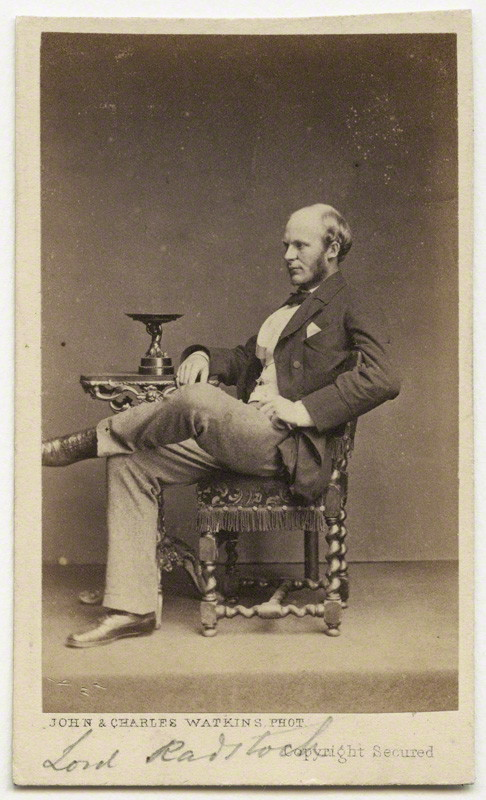 JOHN & CHARLES WATKINS, PHOT.
Lord Radstock
Copyright Secured